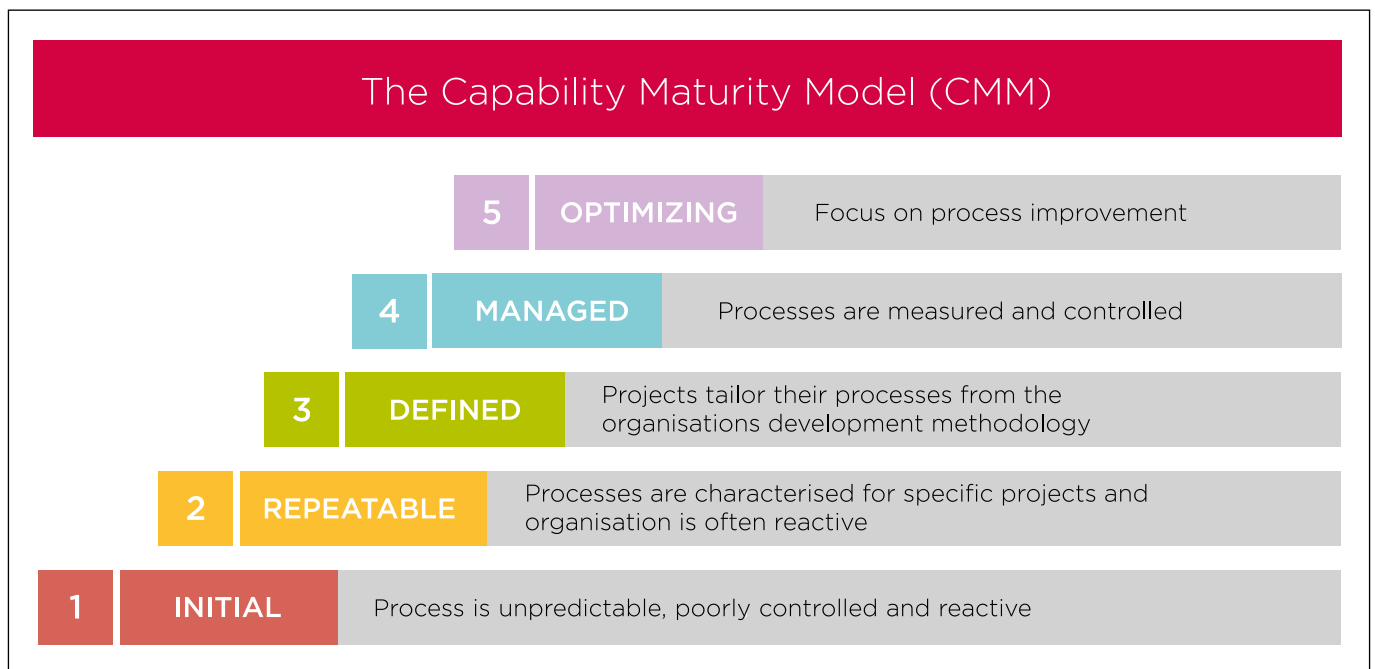 The Capability Maturity Model (CMM)
5 OPTIMIZING Focus on process improvement
4 MANAGED Processes are measured and controlled
3 DEFINED Projects tailor their processes from the
organisations development methodology
2 REPEATABLE Processes are characterised for specific projects and
organisation is often reactive
1 INITIAL Process is unpredictable, poorly controlled and reactive